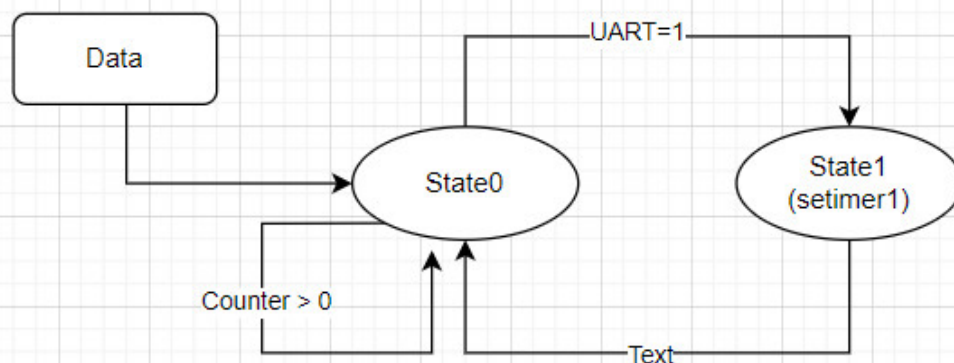 UART=1
Data
State0
State1
(setimer1)
Counter > 0
Text